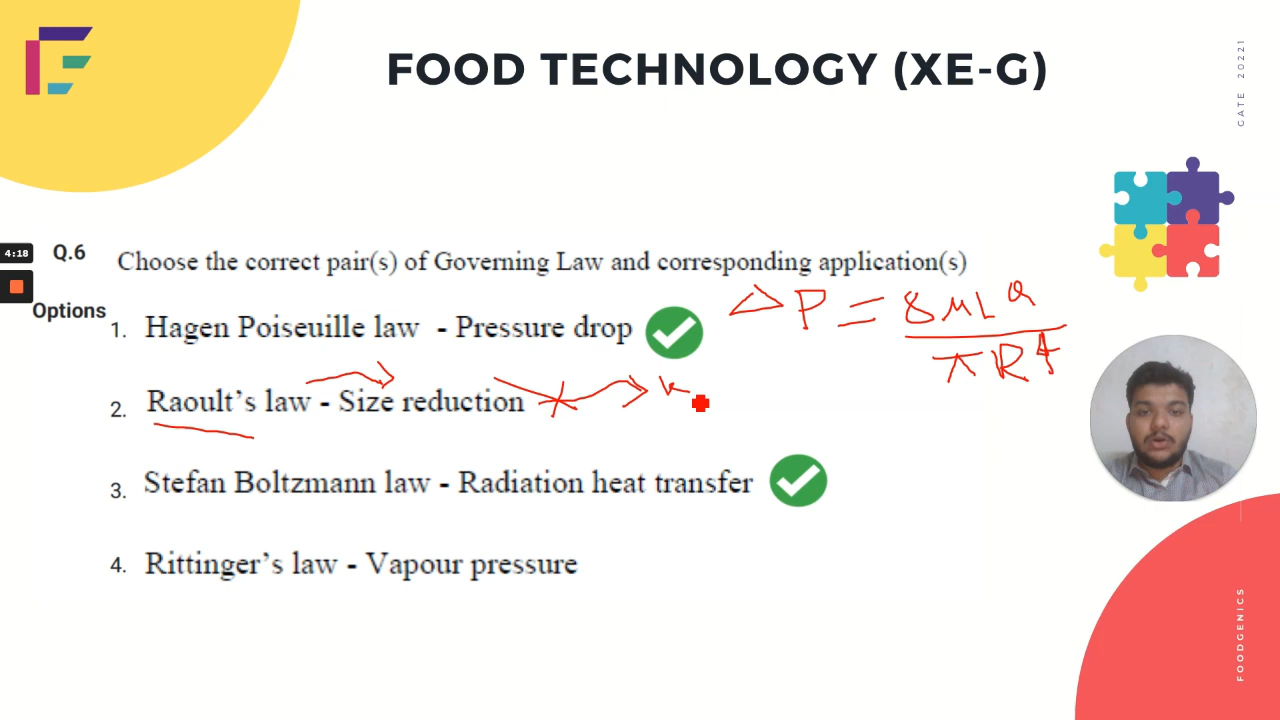 FOOD TECHNOLOGY (XE-G)
GATE 20221
4:18
Q.6
Choose the correct pair(s) of Governing Law and corresponding application(s)
Options
1. Hagen Poiseuille law - Pressure drop
ΔP = 8μLQ
πR4
2. Raoult's law - Size reduction
3. Stefan Boltzmann law - Radiation heat transfer
4. Rittinger's law - Vapour pressure
FOODGENICS